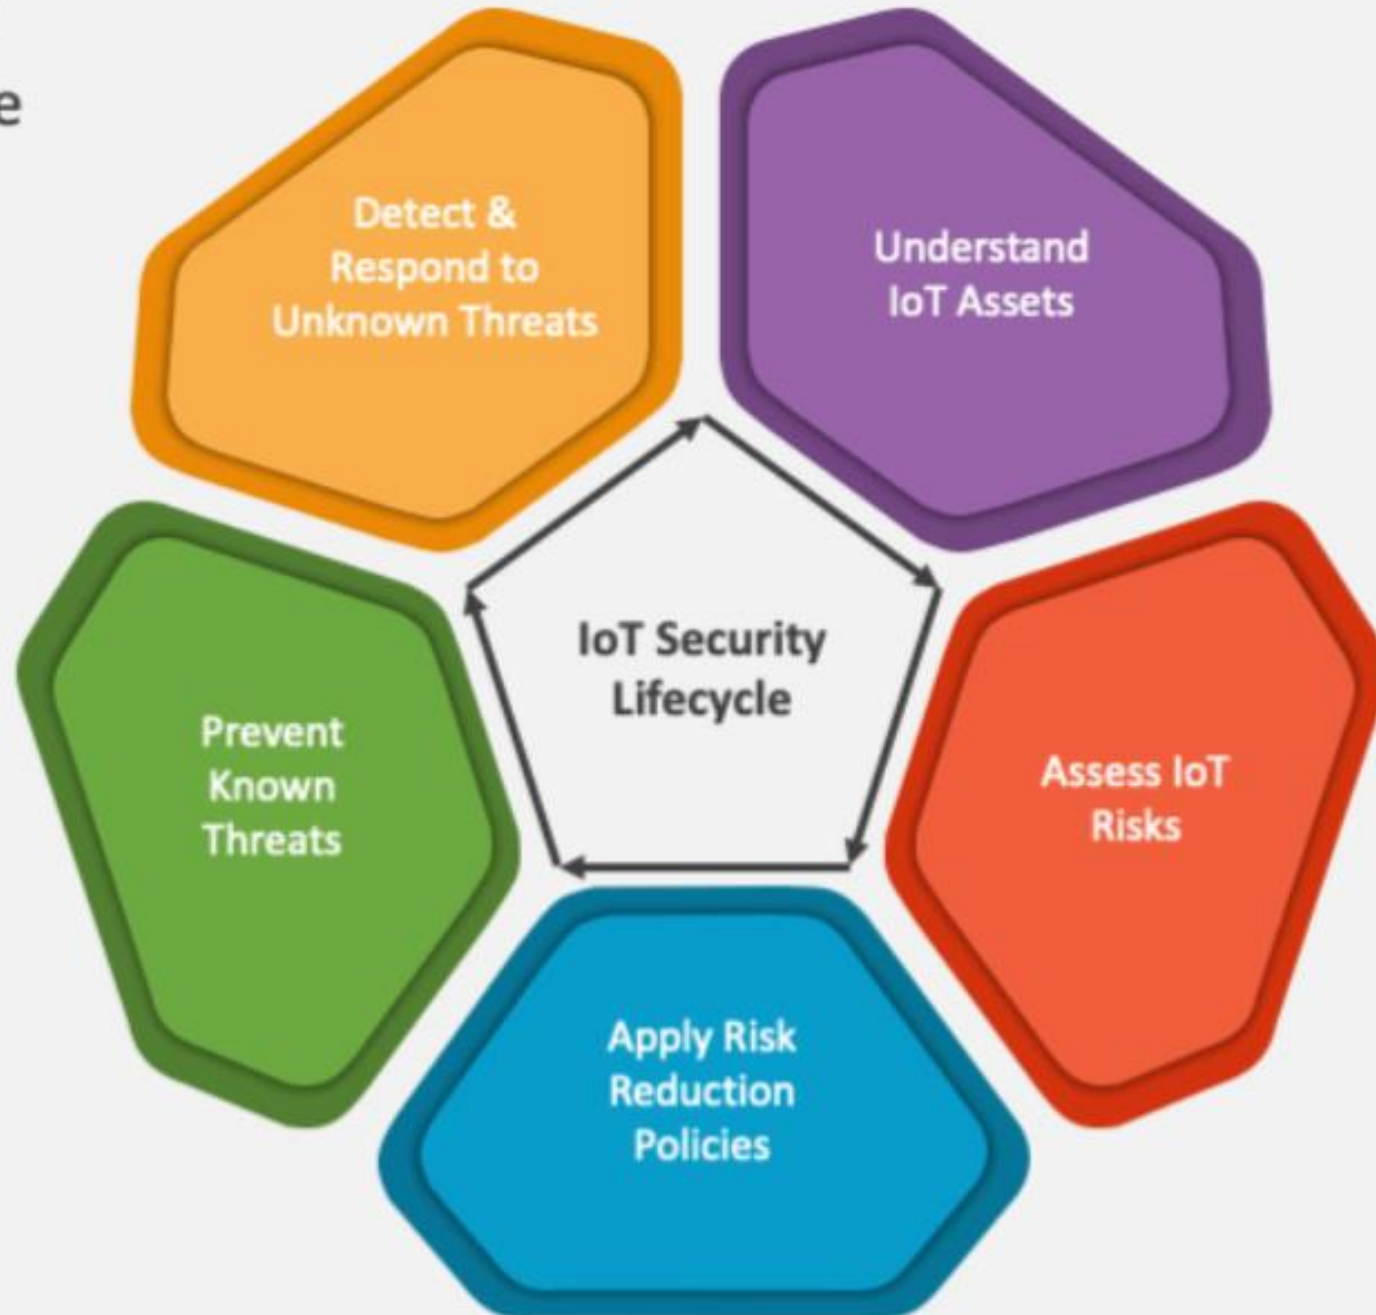 e
Detect &
Respond to
Unknown Threats
Understand
IoT Assets
IoT Security
Lifecycle
Prevent
Known
Threats
Assess IoT
Risks
Apply Risk
Reduction
Policies